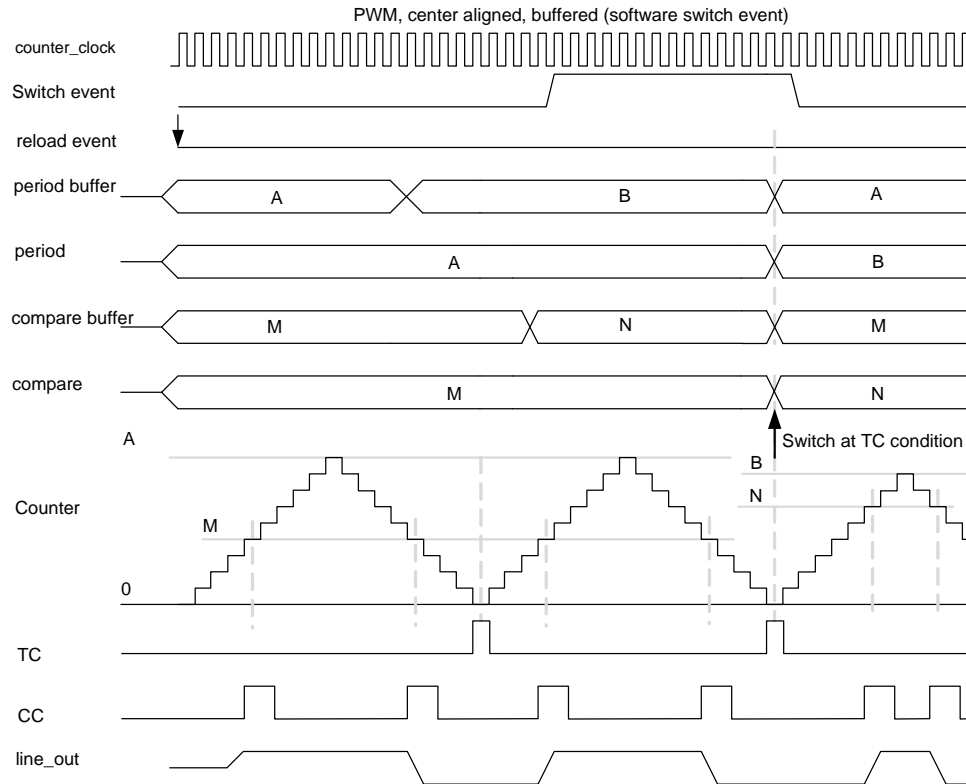 PWM, center aligned, buffered (software switch event)
counter_clock
Switch event
reload event
period buffer
A
B
A
period
A
B
compare buffer
M
N
M
compare
M
N
Switch at TC condition
A
B
N
Counter
M
0
TC
CC
line_out